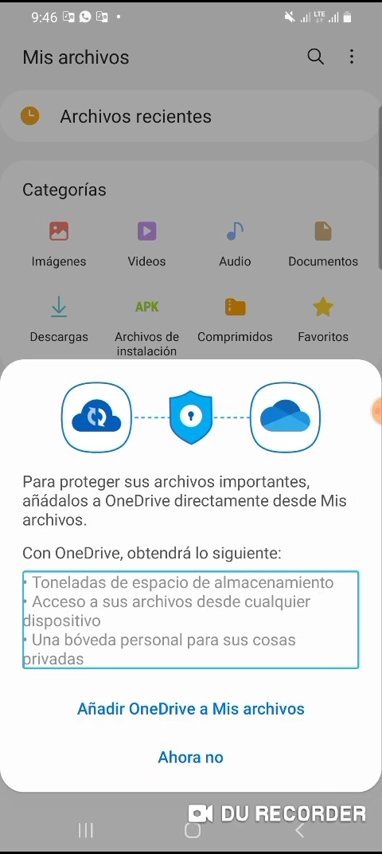 9:46
LTE
Mis archivos
Archivos recientes
Categorías
Imágenes
Videos
Audio
Documentos
APK
Descargas
Archivos de
instalación
Comprimidos
Favoritos
Para proteger sus archivos importantes,
añádalos a OneDrive directamente desde Mis
archivos.
Con OneDrive, obtendrá lo siguiente:
• Toneladas de espacio de almacenamiento
• Acceso a sus archivos desde cualquier
dispositivo
• Una bóveda personal para sus cosas
privadas
Añadir OneDrive a Mis archivos
Ahora no
DU RECORDER